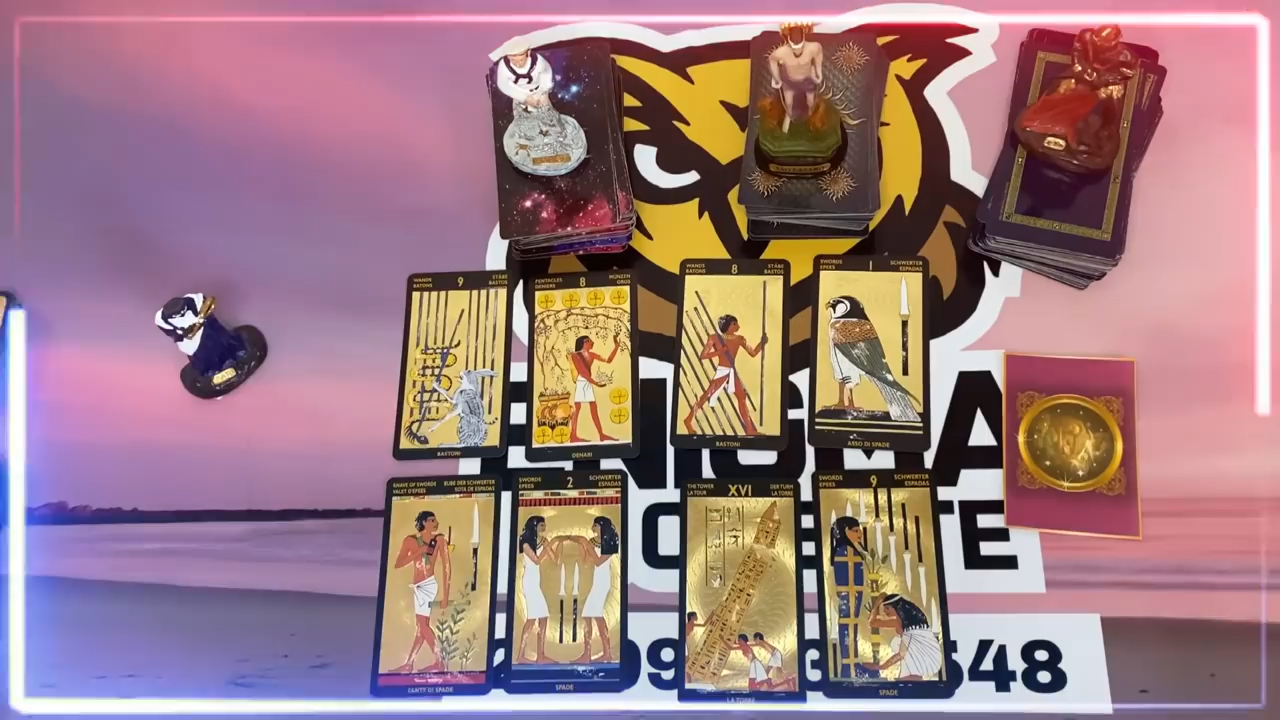 WANDS
BATONS
9
STÄBE
BASTOS
BASTONI
PENTACLES
DENIERS
8
MÜNZEN
OROS
DENARI
WANDS
BATONS
8
STÄBE
BASTOS
BASTONI
SWORDS
EPEES
1
SCHWERTER
ESPADAS
ASSO DI SPADE
KNAVE OF SWORDS
VALET D'EPEES
BUBE DER SCHWERTER
SOTA DE ESPADAS
FANTE DI SPADE
SWORDS
EPEES
2
SCHWERTER
ESPADAS
SPADE
THE TOWER
LA TOUR
XVI
DER TURM
LA TORRE
LA TORRE
SWORDS
EPEES
9
SCHWERTER
ESPADAS
SPADE
548